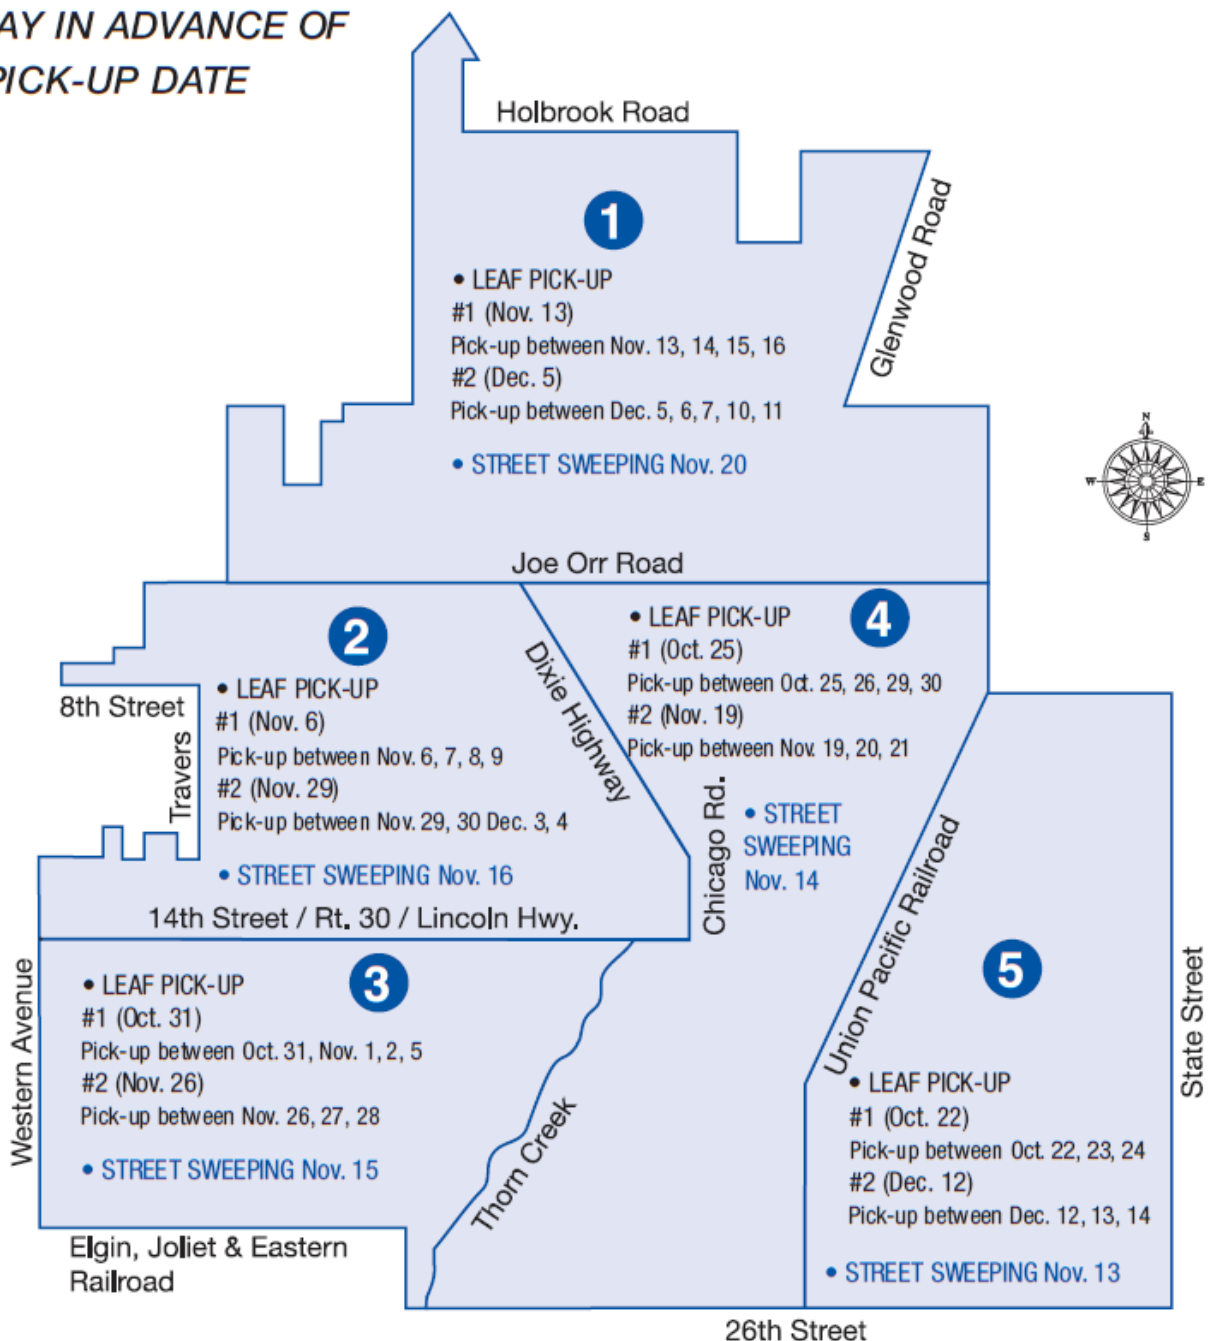 AY IN ADVANCE OF
PICK-UP DATE
Holbrook Road
Glenwood Road
1
• LEAF PICK-UP
#1 (Nov. 13)
Pick-up between Nov. 13, 14, 15, 16
#2 (Dec. 5)
Pick-up between Dec. 5, 6, 7, 10, 11
• STREET SWEEPING Nov. 20
N
W
E
S
Joe Orr Road
2
• LEAF PICK-UP
#1 (Nov. 6)
Pick-up between Nov. 6, 7, 8, 9
#2 (Nov. 29)
Pick-up between Nov. 29, 30 Dec. 3, 4
• STREET SWEEPING Nov. 16
8th Street
Travers
Dixie Highway
4
• LEAF PICK-UP
#1 (Oct. 25)
Pick-up between Oct. 25, 26, 29, 30
#2 (Nov. 19)
Pick-up between Nov. 19, 20, 21
• STREET
SWEEPING
Nov. 14
Chicago Rd.
Union Pacific Railroad
14th Street / Rt. 30 / Lincoln Hwy.
Western Avenue
3
• LEAF PICK-UP
#1 (Oct. 31)
Pick-up between Oct. 31, Nov. 1, 2, 5
#2 (Nov. 26)
Pick-up between Nov. 26, 27, 28
• STREET SWEEPING Nov. 15
Thorn Creek
5
• LEAF PICK-UP
#1 (Oct. 22)
Pick-up between Oct. 22, 23, 24
#2 (Dec. 12)
Pick-up between Dec. 12, 13, 14
• STREET SWEEPING Nov. 13
State Street
Elgin, Joliet & Eastern
Railroad
26th Street